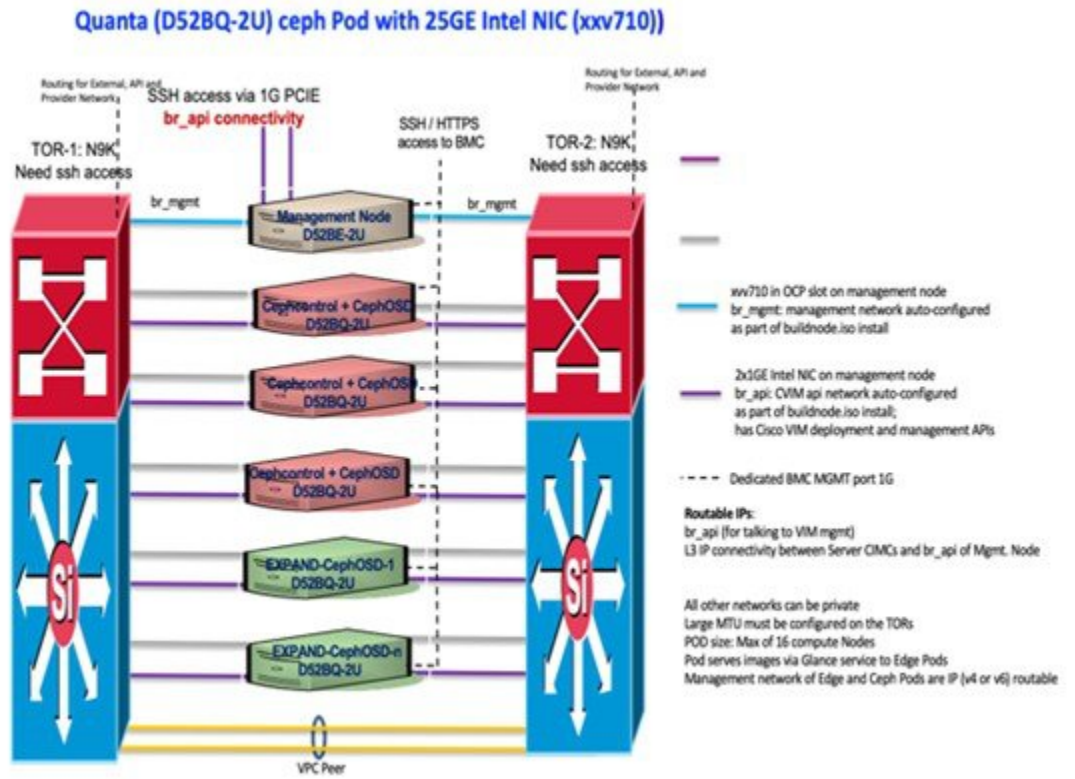 Quanta (D52BQ-2U) ceph Pod with 25GE Intel NIC (xxv710))
Routing for External, API and
Provider Network
SSH access via 1G PCIE
br_api connectivity
SSH / HTTPS
access to BMC
Routing for External, API and
Provider Network
TOR-1: N9K
Need ssh access
TOR-2: N9K
Need ssh access
br_mgmt
br_mgmt
Management Node
D52BE-2U
Cephcontrol + CephOSD
D52BQ-2U
Cephcontrol + CephOSD
D52BQ-2U
Cephcontrol + CephOSD
D52BQ-2U
EXPAND-CephOSD-1
D52BQ-2U
EXPAND-CephOSD-n
D52BQ-2U
Si
Si
VPC Peer
xvv710 in OCP slot on management node
br_mgmt: management network auto-configured
as part of buildnode.iso install
2x1GE Intel NIC on management node
br_api: CVIM api network auto-configured
as part of buildnode.iso install;
has Cisco VIM deployment and management APIs
Dedicated BMC MGMT port 1G
Routable IPs:
br_api (for talking to VIM mgmt)
L3 IP connectivity between Server CIMCs and br_api of Mgmt. Node
All other networks can be private
Large MTU must be configured on the TORs
POD size: Max of 16 compute Nodes
Pod serves images via Glance service to Edge Pods
Management network of Edge and Ceph Pods are IP (v4 or v6) routable